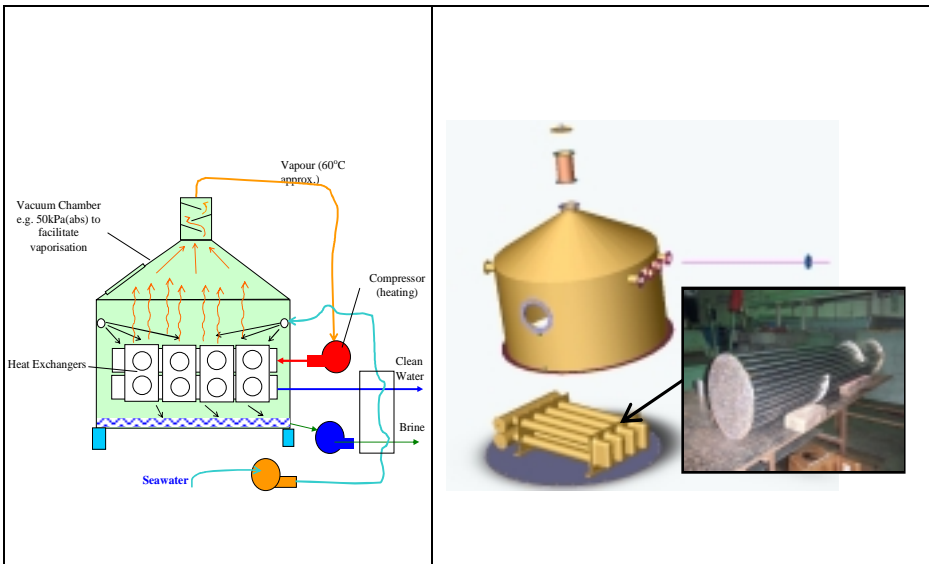 Vapour (60°C
approx.)
Vacuum Chamber
e.g. 50kPa(abs) to
facilitate
vaporisation
Compressor
(heating)
Heat Exchangers
Clean
Water
Brine
Seawater